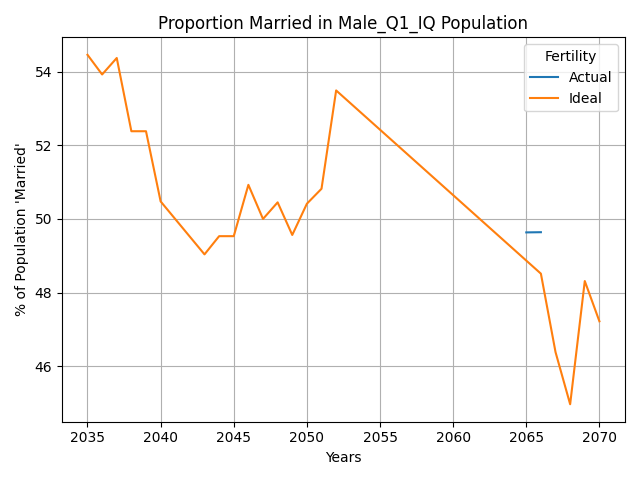 Proportion Married in Male_Q1_IQ Population
Fertility
Actual
Ideal
% of Population 'Married'
54
52
50
48
46
2035
2040
2045
2050
2055
2060
2065
2070
Years